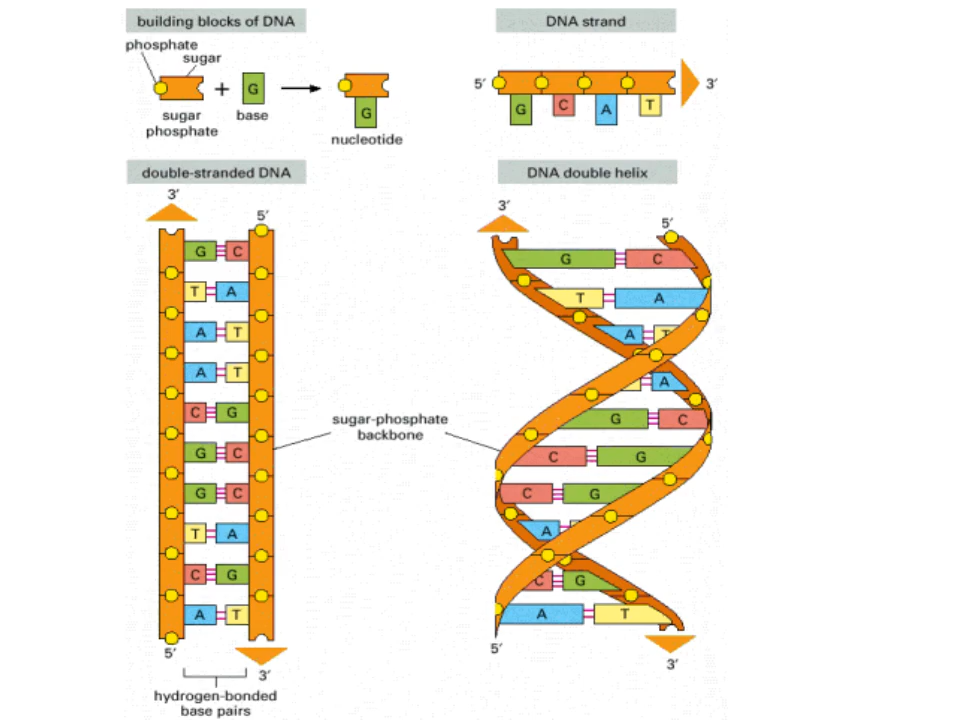 building blocks of DNA
phosphate
sugar
+
G
G
sugar
phosphate
base
nucleotide
DNA strand
5′
3′
G C A T
double-stranded DNA
3′
5′
G C
T A
A T
A T
C G
G C
G C
T A
C G
A T
5′
3′
hydrogen-bonded
base pairs
sugar-phosphate
backbone
DNA double helix
3′
5′
G C
T A
A T
A
G C
C G
C G
A
C G
A T
5′
3′